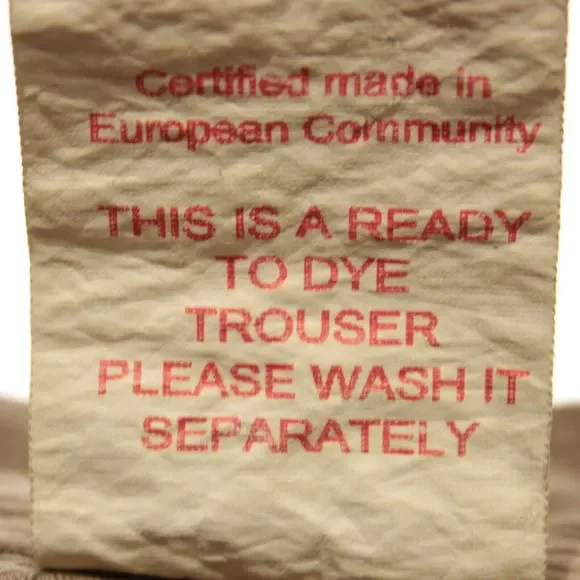 Certified made in
European Community
THIS IS A READY
TO DYE
TROUSER
PLEASE WASH IT
SEPARATELY